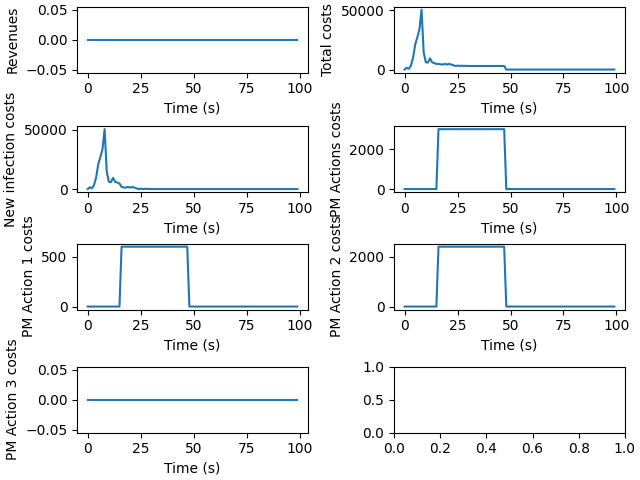 Revenues
0.05
0.00
−0.05
0 25 50 75 100
Time (s)
Total costs
50000
0
0 25 50 75 100
Time (s)
New infection costs
50000
0
0 25 50 75 100
Time (s)
PM Actions costs
2000
0
0 25 50 75 100
Time (s)
PM Action 1 costs
500
0
0 25 50 75 100
Time (s)
PM Action 2 costs
2000
0
0 25 50 75 100
Time (s)
PM Action 3 costs
0.05
0.00
−0.05
0 25 50 75 100
Time (s)
1.0
0.5
0.0
0.0 0.2 0.4 0.6 0.8 1.0